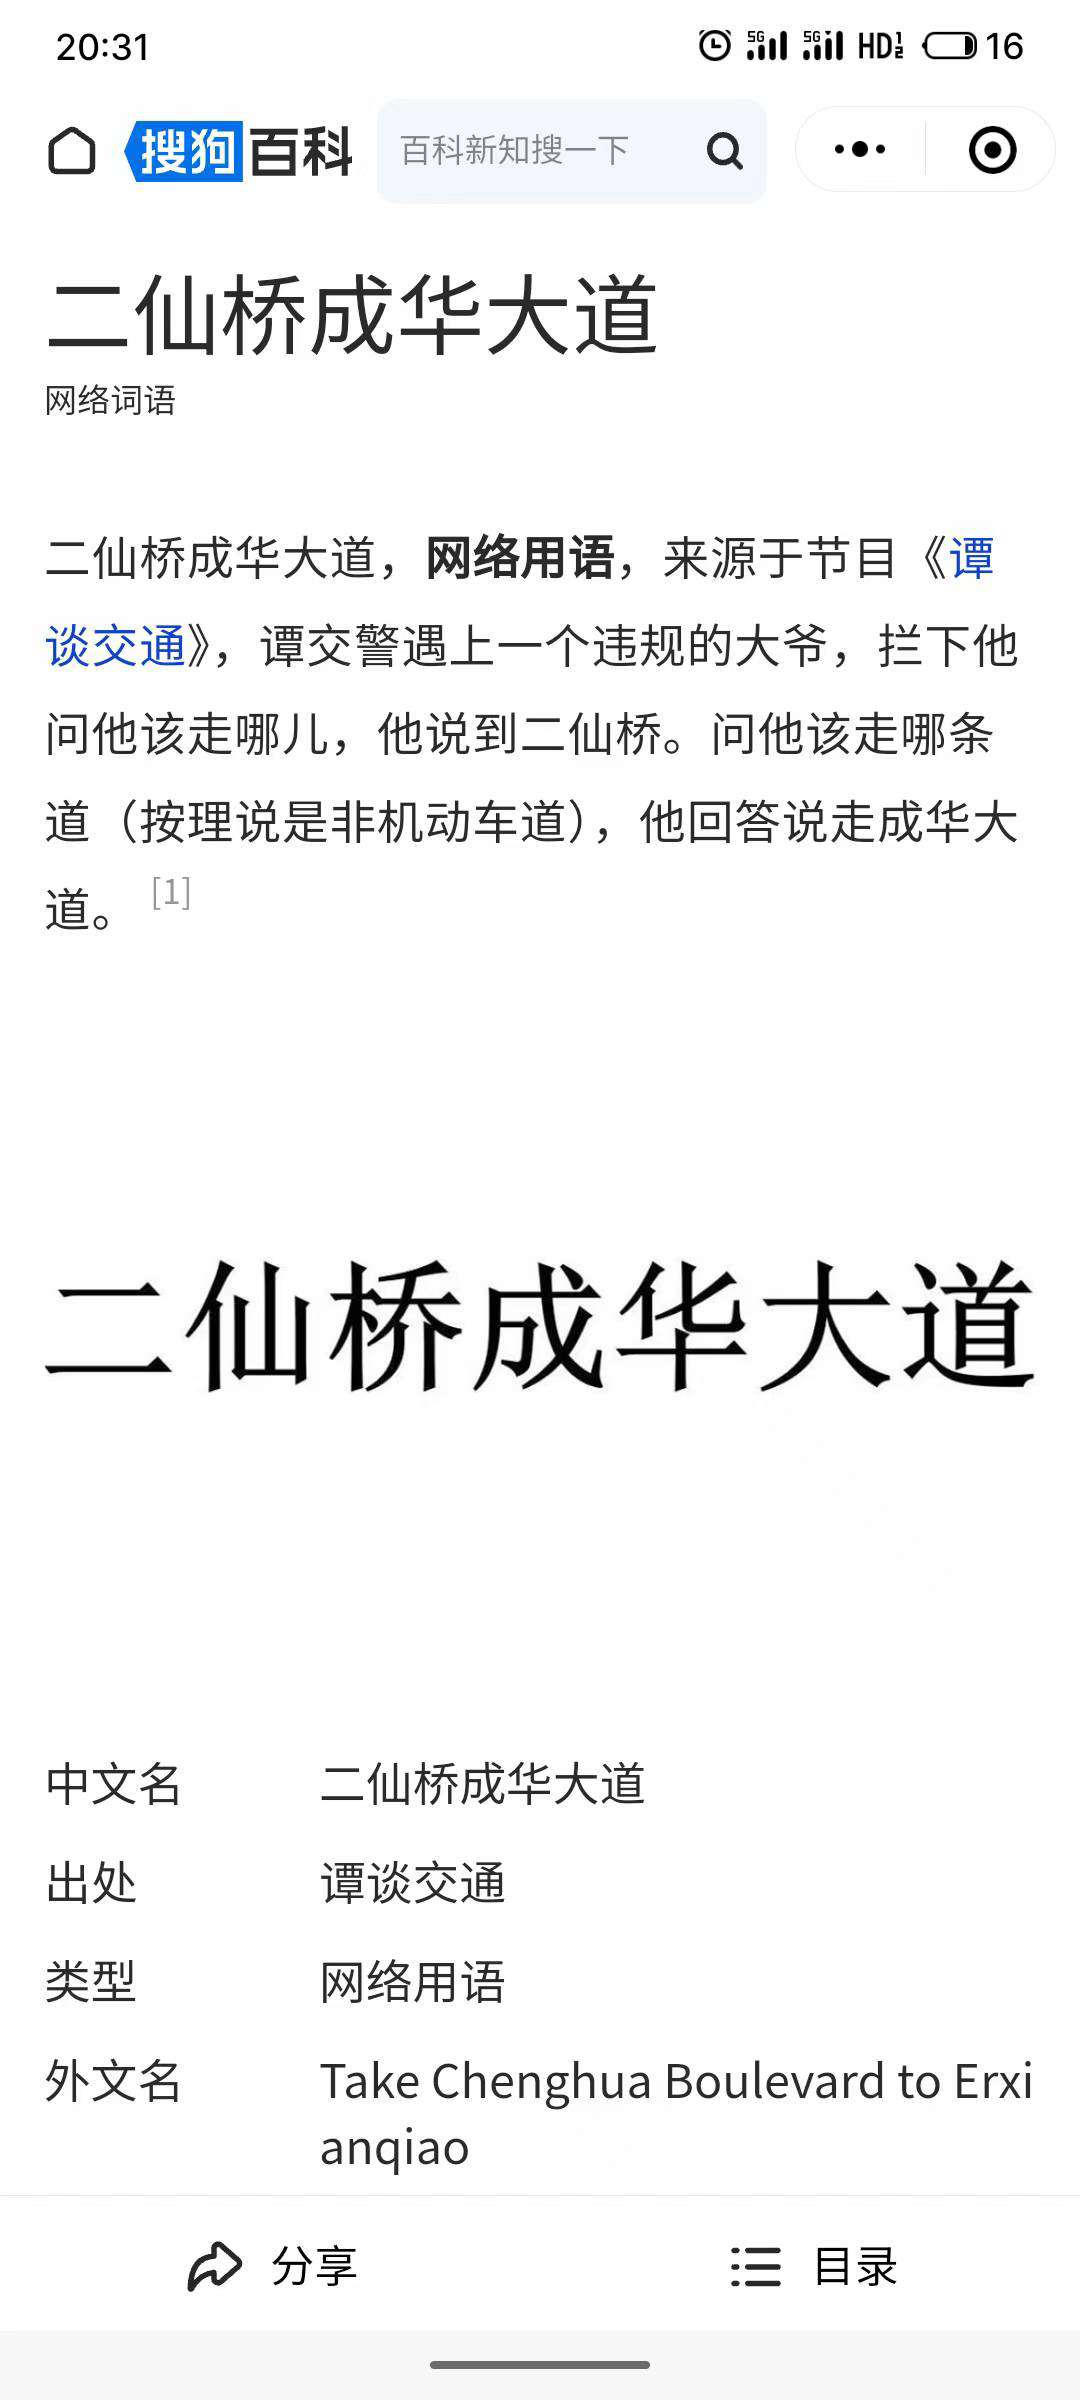 20:31
5G 5G HD 1 2 16
搜狗百科 百科新知搜一下
二仙桥成华大道
网络词语
二仙桥成华大道，网络用语，来源于节目《谭
谈交通》，谭交警遇上一个违规的大爷，拦下他
问他该走哪儿，他说到二仙桥。问他该走哪条
道（按理说是非机动车道），他回答说走成华大
道。 [1]
二仙桥成华大道
中文名 二仙桥成华大道
出处 谭谈交通
类型 网络用语
外文名 Take Chenghua Boulevard to Erxi
anqiao
分享 目录